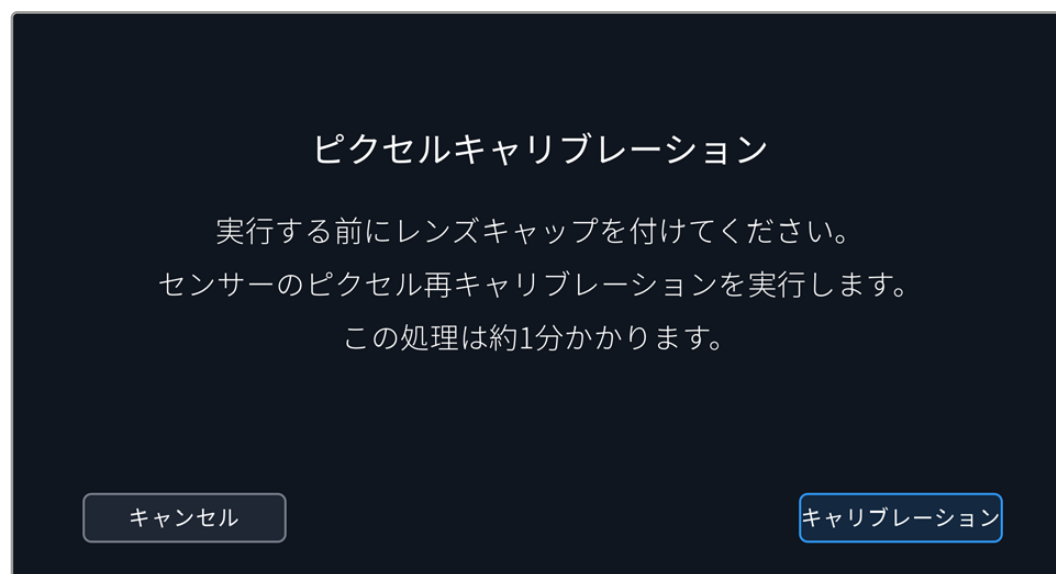 ピクセルキャリブレーション
実行する前にレンズキャップを付けてください。
センサーのピクセル再キャリブレーションを実行します。
この処理は約1分かかります。
キャンセル
キャリブレーション